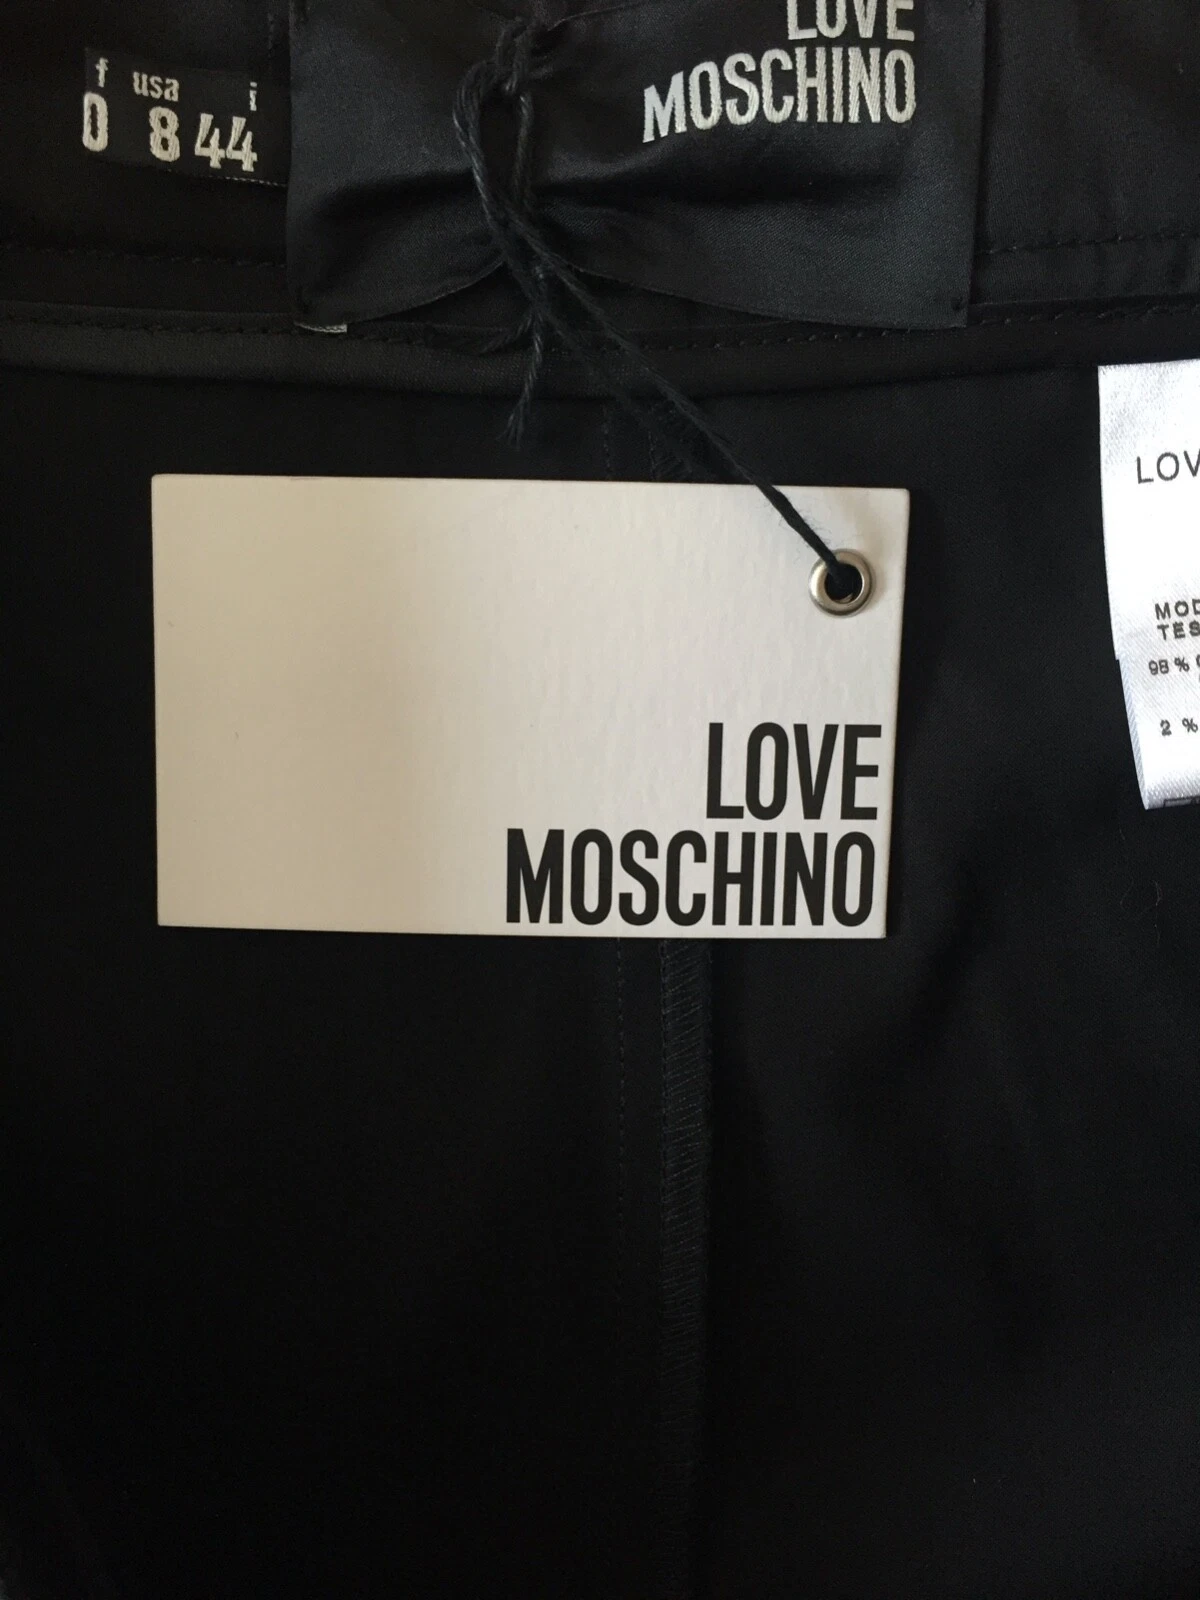 f usa i
0 8 44
LOVE
MOSCHINO
LOVE
MOSCHINO
LOV
MOD
TES
98 %
2 %